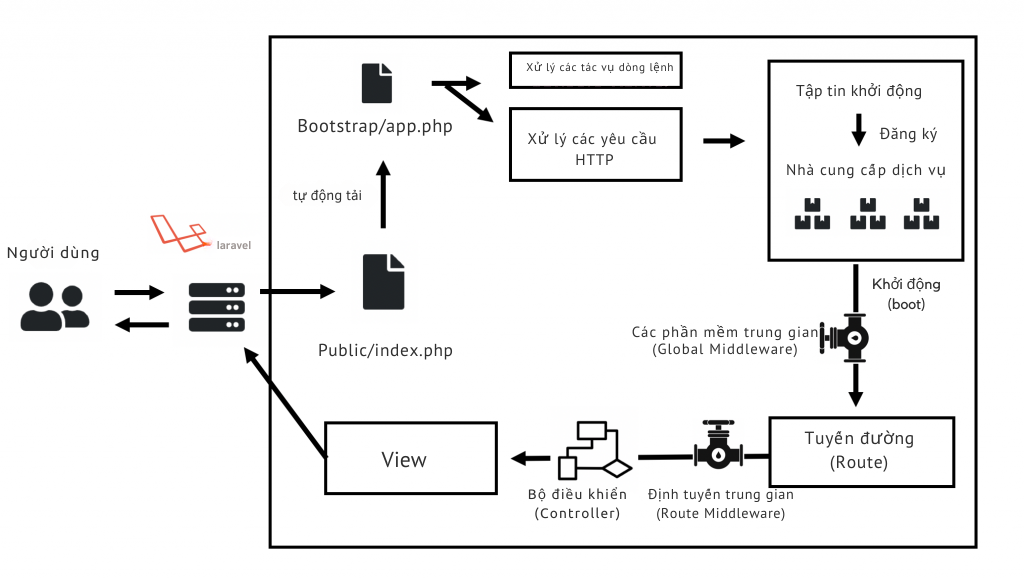 Xử lý các tác vụ dòng lệnh
Bootstrap/app.php
Xử lý các yêu cầu
HTTP
Tập tin khởi động
Đăng ký
Nhà cung cấp dịch vụ
tự động tải
laravel
Người dùng
Public/index.php
Khởi động
(boot)
Các phần mềm trung gian
(Global Middleware)
Tuyến đường
(Route)
View
Bộ điều khiển
(Controller)
Định tuyến trung gian
(Route Middleware)